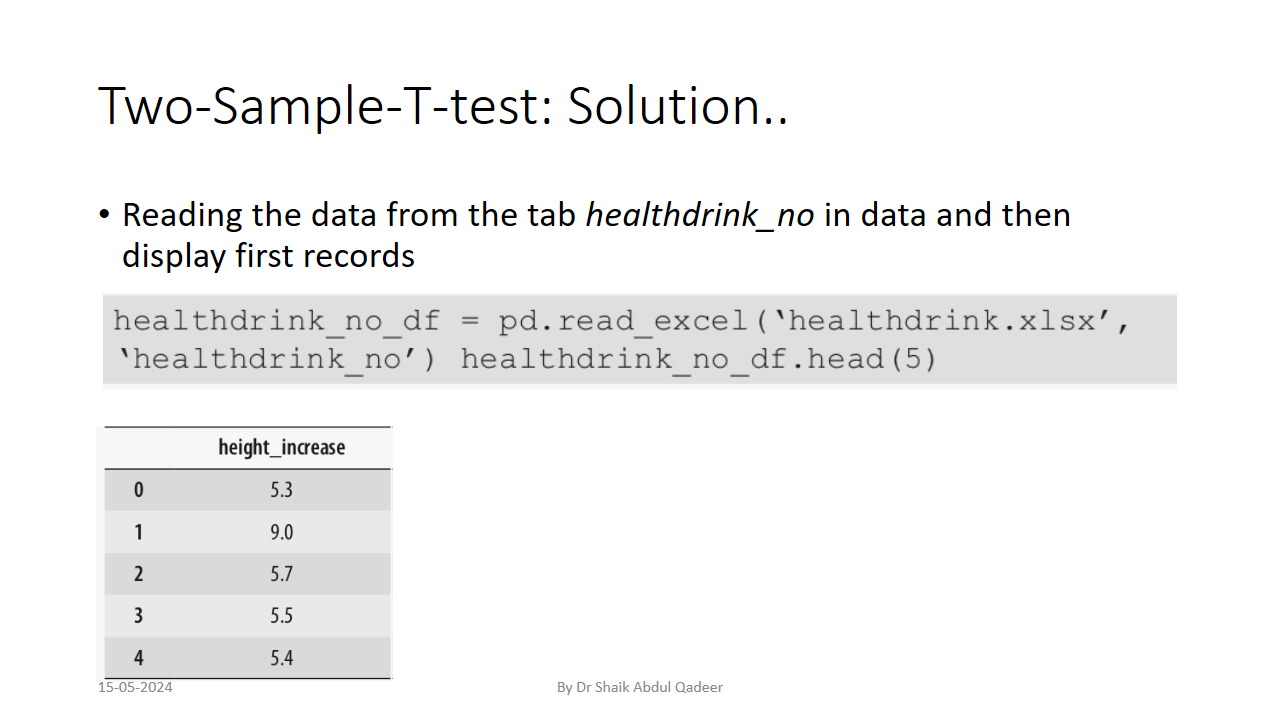 Two-Sample-T-test: Solution..
• Reading the data from the tab healthdrink_no in data and then
display first records
healthdrink_no_df = pd.read_excel(‘healthdrink.xlsx’,
‘healthdrink_no’) healthdrink_no_df.head(5)
height_increase
0 5.3
1 9.0
2 5.7
3 5.5
4 5.4
15-05-2024 By Dr Shaik Abdul Qadeer